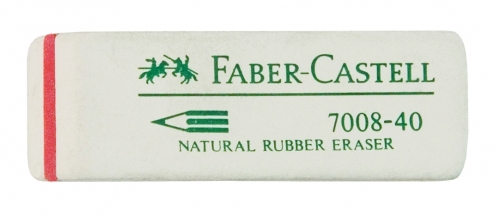 FABER-CASTELL
7008-40
NATURAL RUBBER ERASER